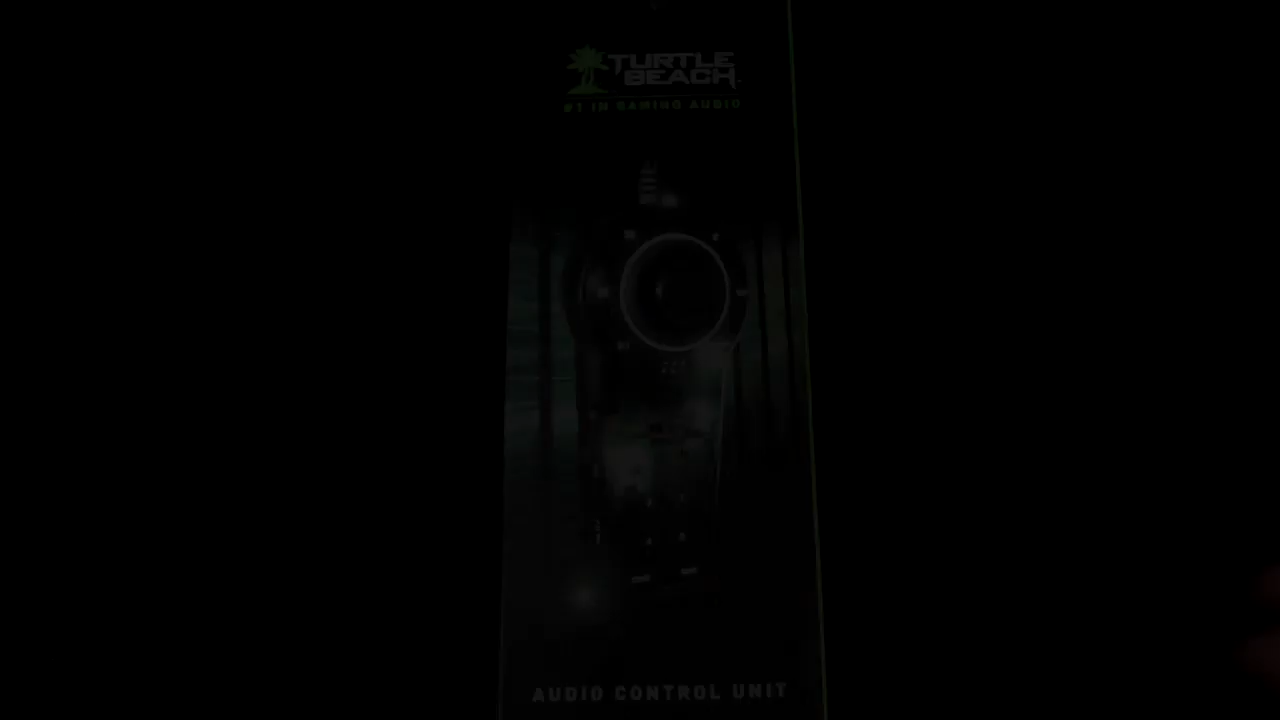 TURTLE
BEACH
#1 IN GAMING AUDIO
AUDIO CONTROL UNIT